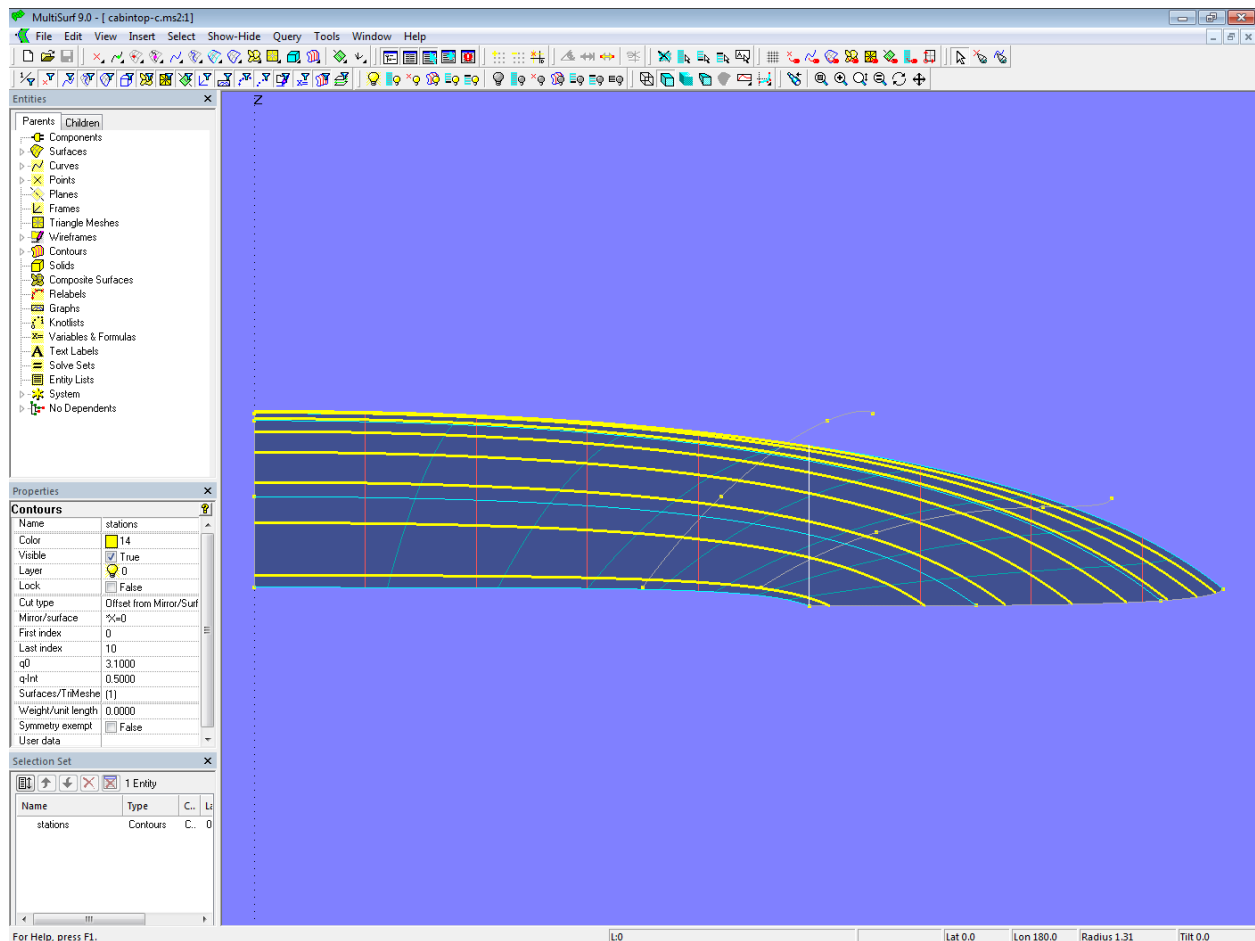 MultiSurf 9.0 - [ cabintop-c.ms2:1]
File Edit View Insert Select Show-Hide Query Tools Window Help
Entities
Parents Children
Components
Surfaces
Curves
Points
Planes
Frames
Triangle Meshes
Wireframes
Contours
Solids
Composite Surfaces
Relabels
Graphs
Knotlists
Variables & Formulas
Text Labels
Solve Sets
Entity Lists
System
No Dependents
Z
Properties
Contours
Name stations
Color 14
Visible True
Layer 0
Lock False
Cut type Offset from Mirror/Surf
Mirror/surface *X=0
First index 0
Last index 10
q0 3.1000
q-Int 0.5000
Surfaces/TriMeshe (1)
Weight/unit length 0.0000
Symmetry exempt False
User data
Selection Set
1 Entity
Name Type C.. La
stations Contours C.. 0
For Help, press F1. L:0 Lat 0.0 Lon 180.0 Radius 1.31 Tilt 0.0